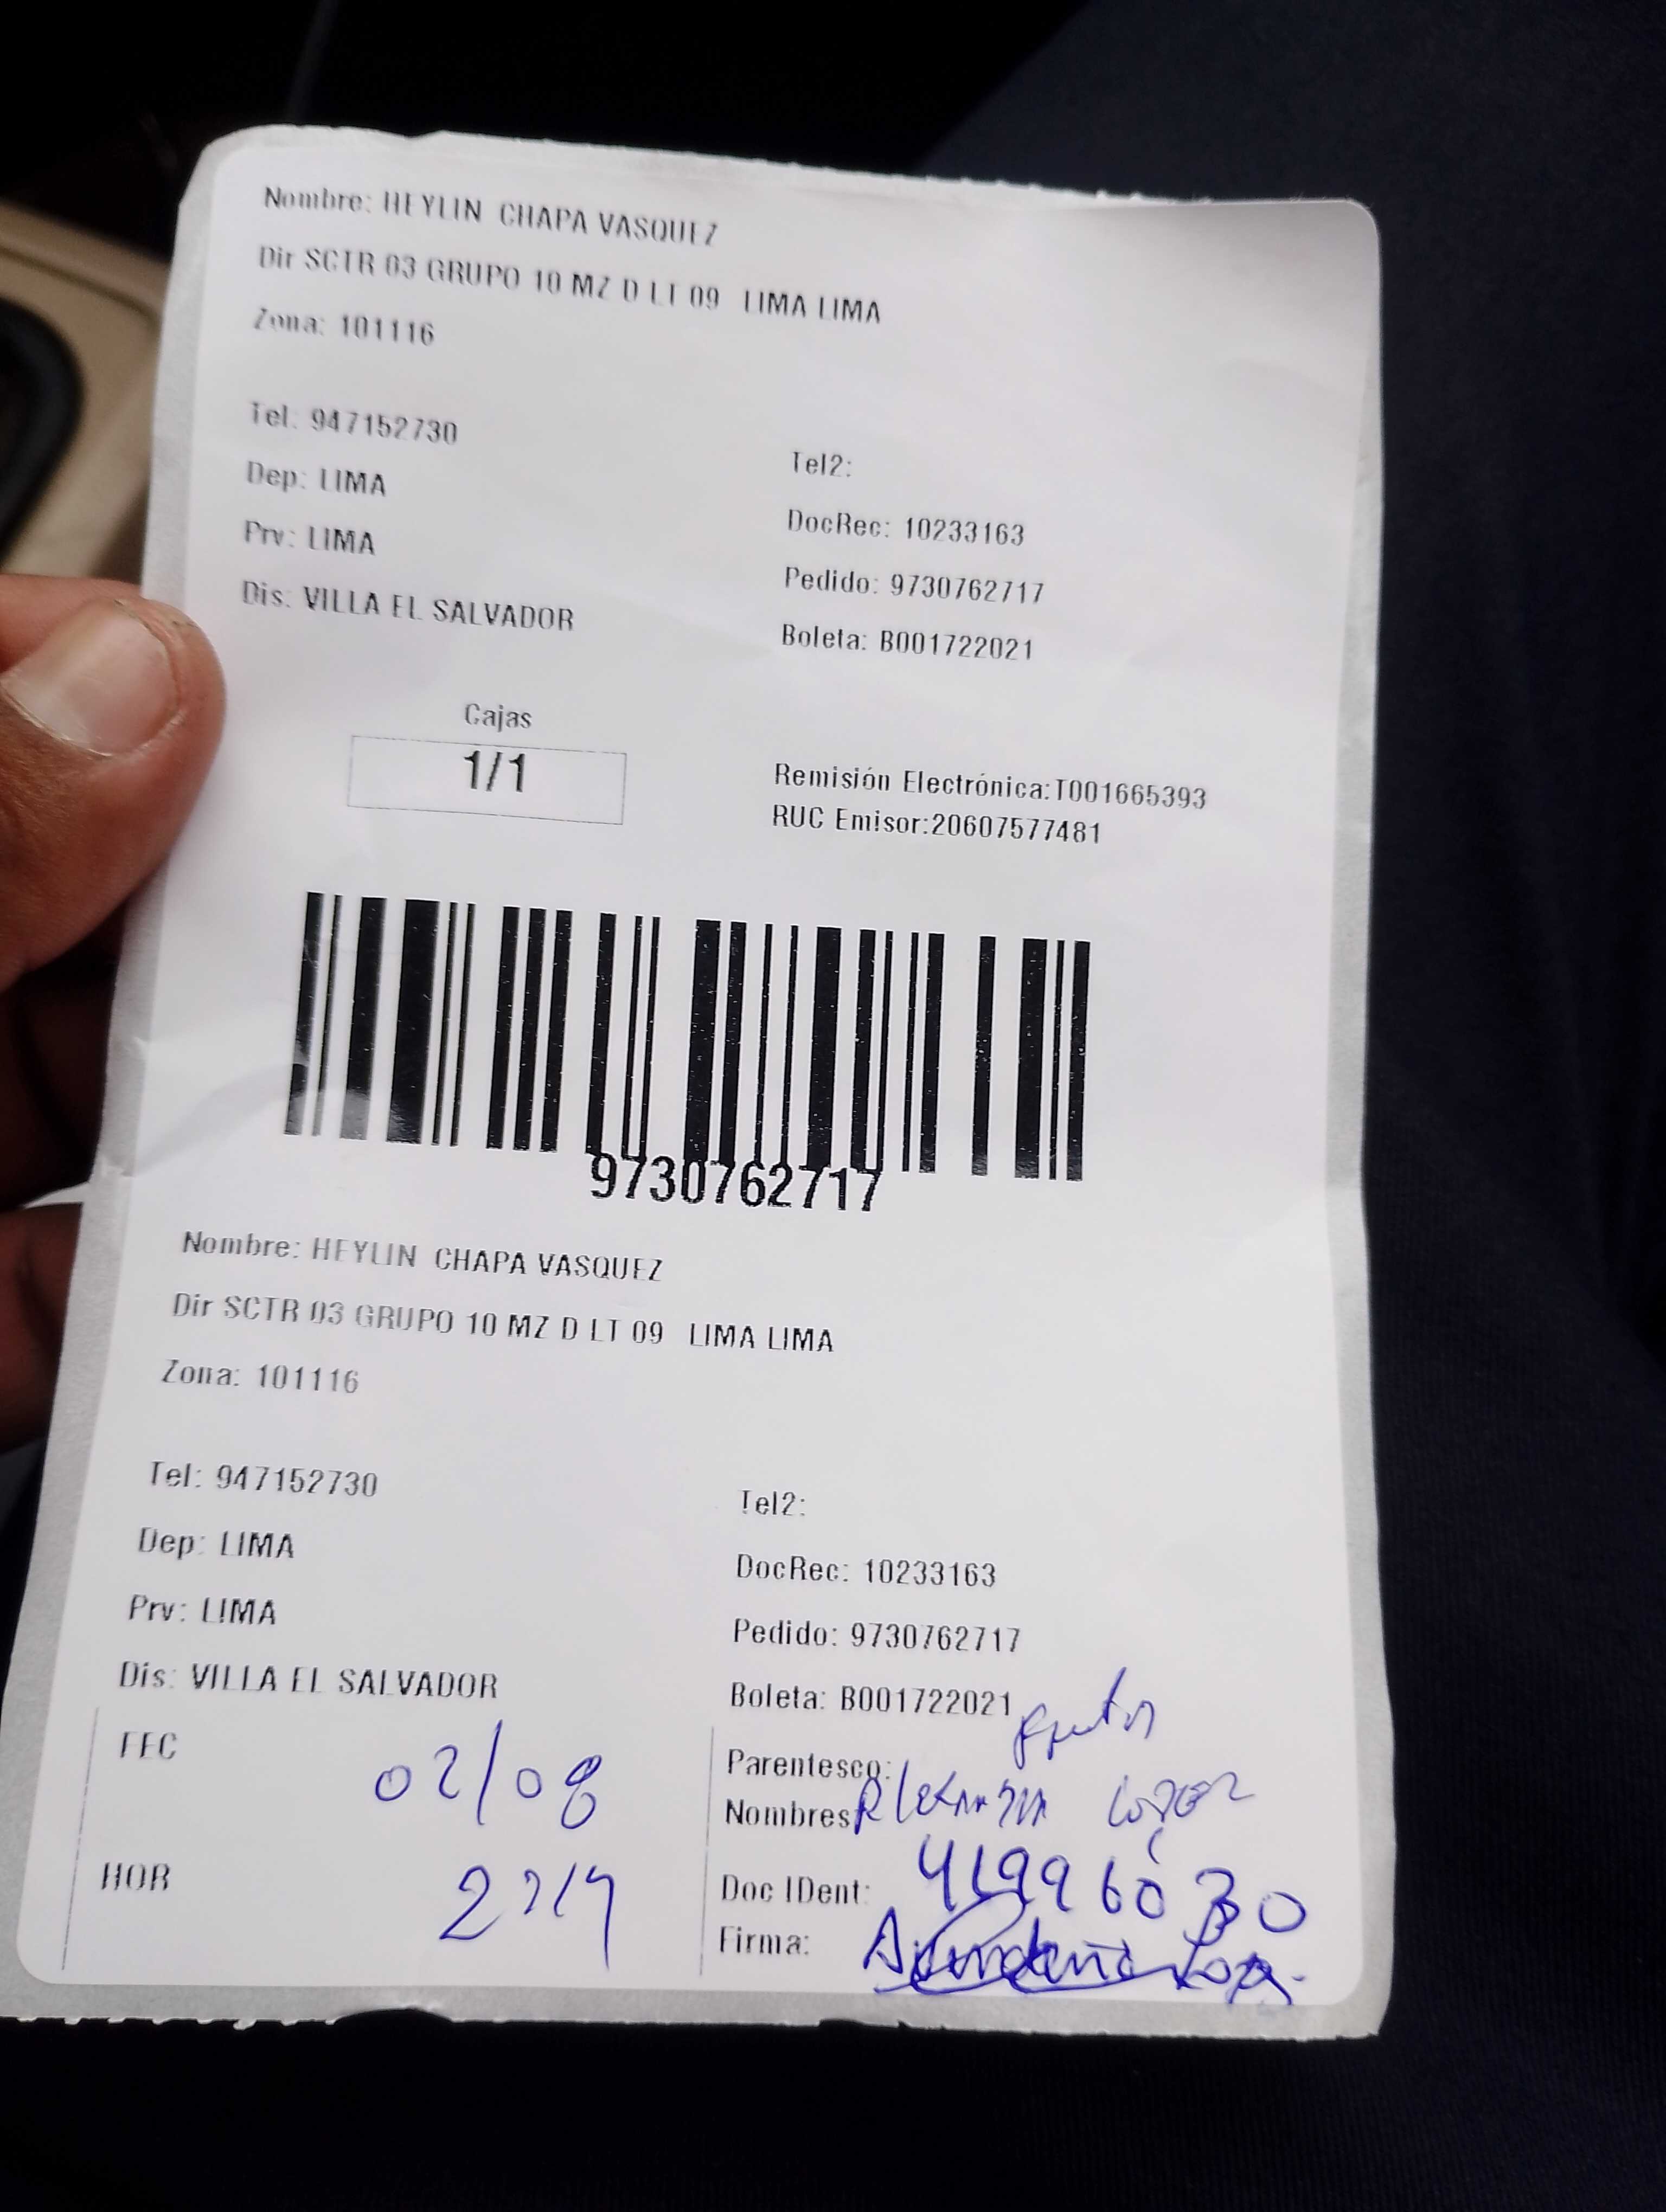 Nombre: HEYLIN CHAPA VASQUEZ
Dir SCTR 03 GRUPO 10 MZ D LT 09 LIMA LIMA
Zona: 101116
Tel: 947152730
Tel2:
Dep: LIMA
DocRec: 10233163
Prv: LIMA
Pedido: 9730762717
Dis: VILLA EL SALVADOR
Boleta: B001722021
Cajas
1/1
Remisión Electrónica:T001665393
RUC Emisor:20607577481
9730762717
Nombre: HEYLIN CHAPA VASQUEZ
Dir SCTR 03 GRUPO 10 MZ D LT 09 LIMA LIMA
Zona: 101116
Tel: 947152730
Tel2:
Dep: LIMA
DocRec: 10233163
Prv: LIMA
Pedido: 9730762717
Dis: VILLA EL SALVADOR
Boleta: B001722021
FEC 02/08
Parentesco:
Nombres
HOR
Doc IDent: 41996030
Firma: